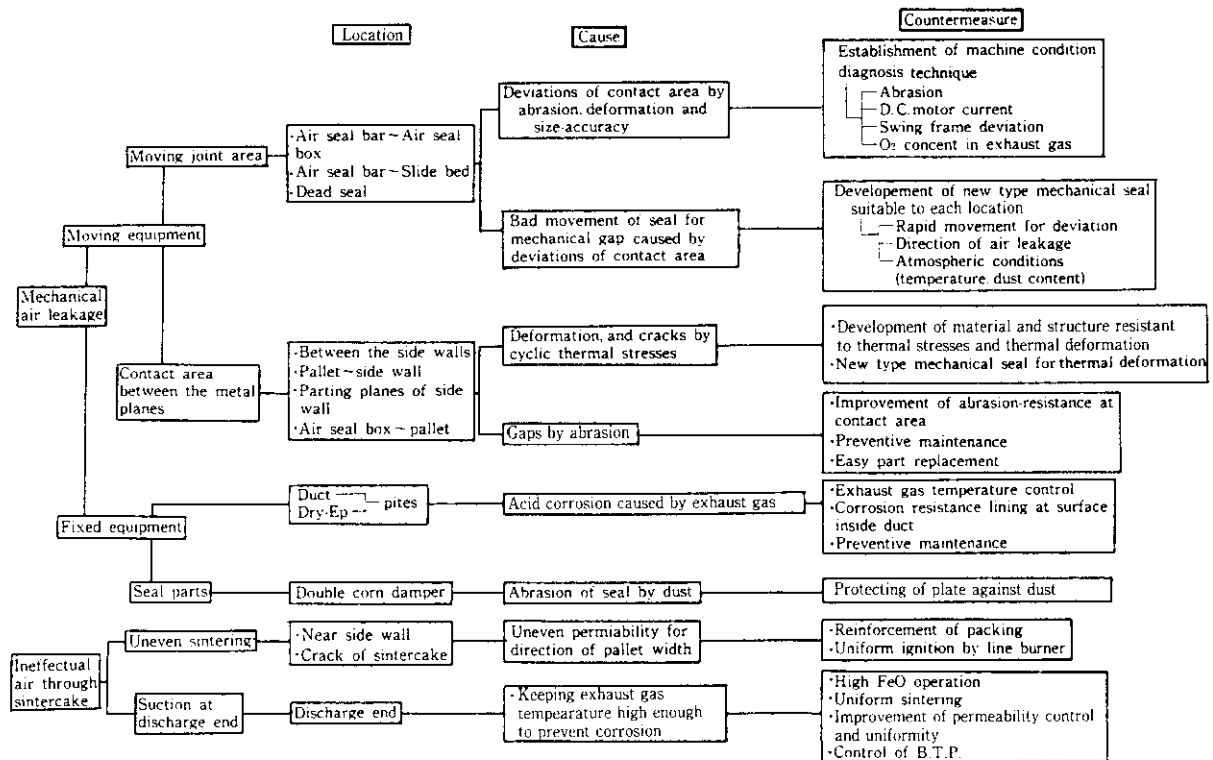 Location
Cause
Countermeasure
Mechanical
air leakage
Moving equipment
Moving joint area
·Air seal bar~Air seal
box
·Air seal bar~Slide bed
·Dead seal
Deviations of contact area by
abrasion, deformation and
size-accuracy
Establishment of machine condition
diagnosis technique
Abrasion
D.C. motor current
Swing frame deviation
O₂ concent in exhaust gas
Bad movement of seal for
mechanical gap caused by
deviations of contact area
Developement of new type mechanical seal
suitable to each location
Rapid movement for deviation
Direction of air leakage
Atmospheric conditions
(temperature, dust content)
Contact area
between the metal
planes
·Between the side walls
·Pallet~side wall
·Parting planes of side
wall
·Air seal box~pallet
Deformation, and cracks by
cyclic thermal stresses
·Development of material and structure resistant
to thermal stresses and thermal deformation
·New type mechanical seal for thermal deformation
Gaps by abrasion
·Improvement of abrasion-resistance at
contact area
·Preventive maintenance
·Easy part replacement
Fixed equipment
Duct
Dry-Ep
pites
Acid corrosion caused by exhaust gas
·Exhaust gas temperature control
·Corrosion resistance lining at surface
inside duct
·Preventive maintenance
Seal parts
Double corn damper
Abrasion of seal by dust
Protecting of plate against dust
Ineffectual
air through
sintercake
Uneven sintering
·Near side wall
·Crack of sintercake
Uneven permiability for
direction of pallet width
·Reinforcement of packing
·Uniform ignition by line burner
Suction at
discharge end
Discharge end
·Keeping exhaust gas
tempearature high enough
to prevent corrosion
·High FeO operation
·Uniform sintering
·Improvement of permeability control
and uniformity
·Control of B.T.P.